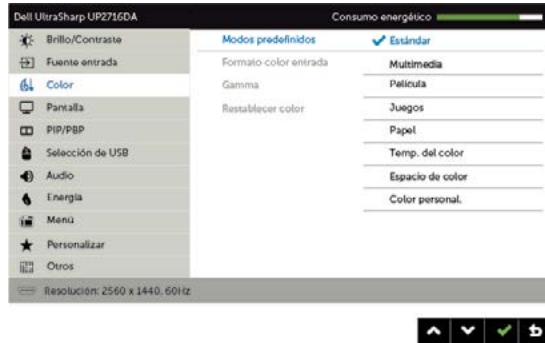 Dell UltraSharp UP2716DA
Consumo energético
Brillo/Contraste
Fuente entrada
Color
Pantalla
PIP/PBP
Selección de USB
Audio
Energía
Menú
Personalizar
Otros
Modos predefinidos
Formato color entrada
Gamma
Restablecer color
Estándar
Multimedia
Película
Juegos
Papel
Temp. del color
Espacio de color
Color personal.
Resolución: 2560 x 1440, 60Hz